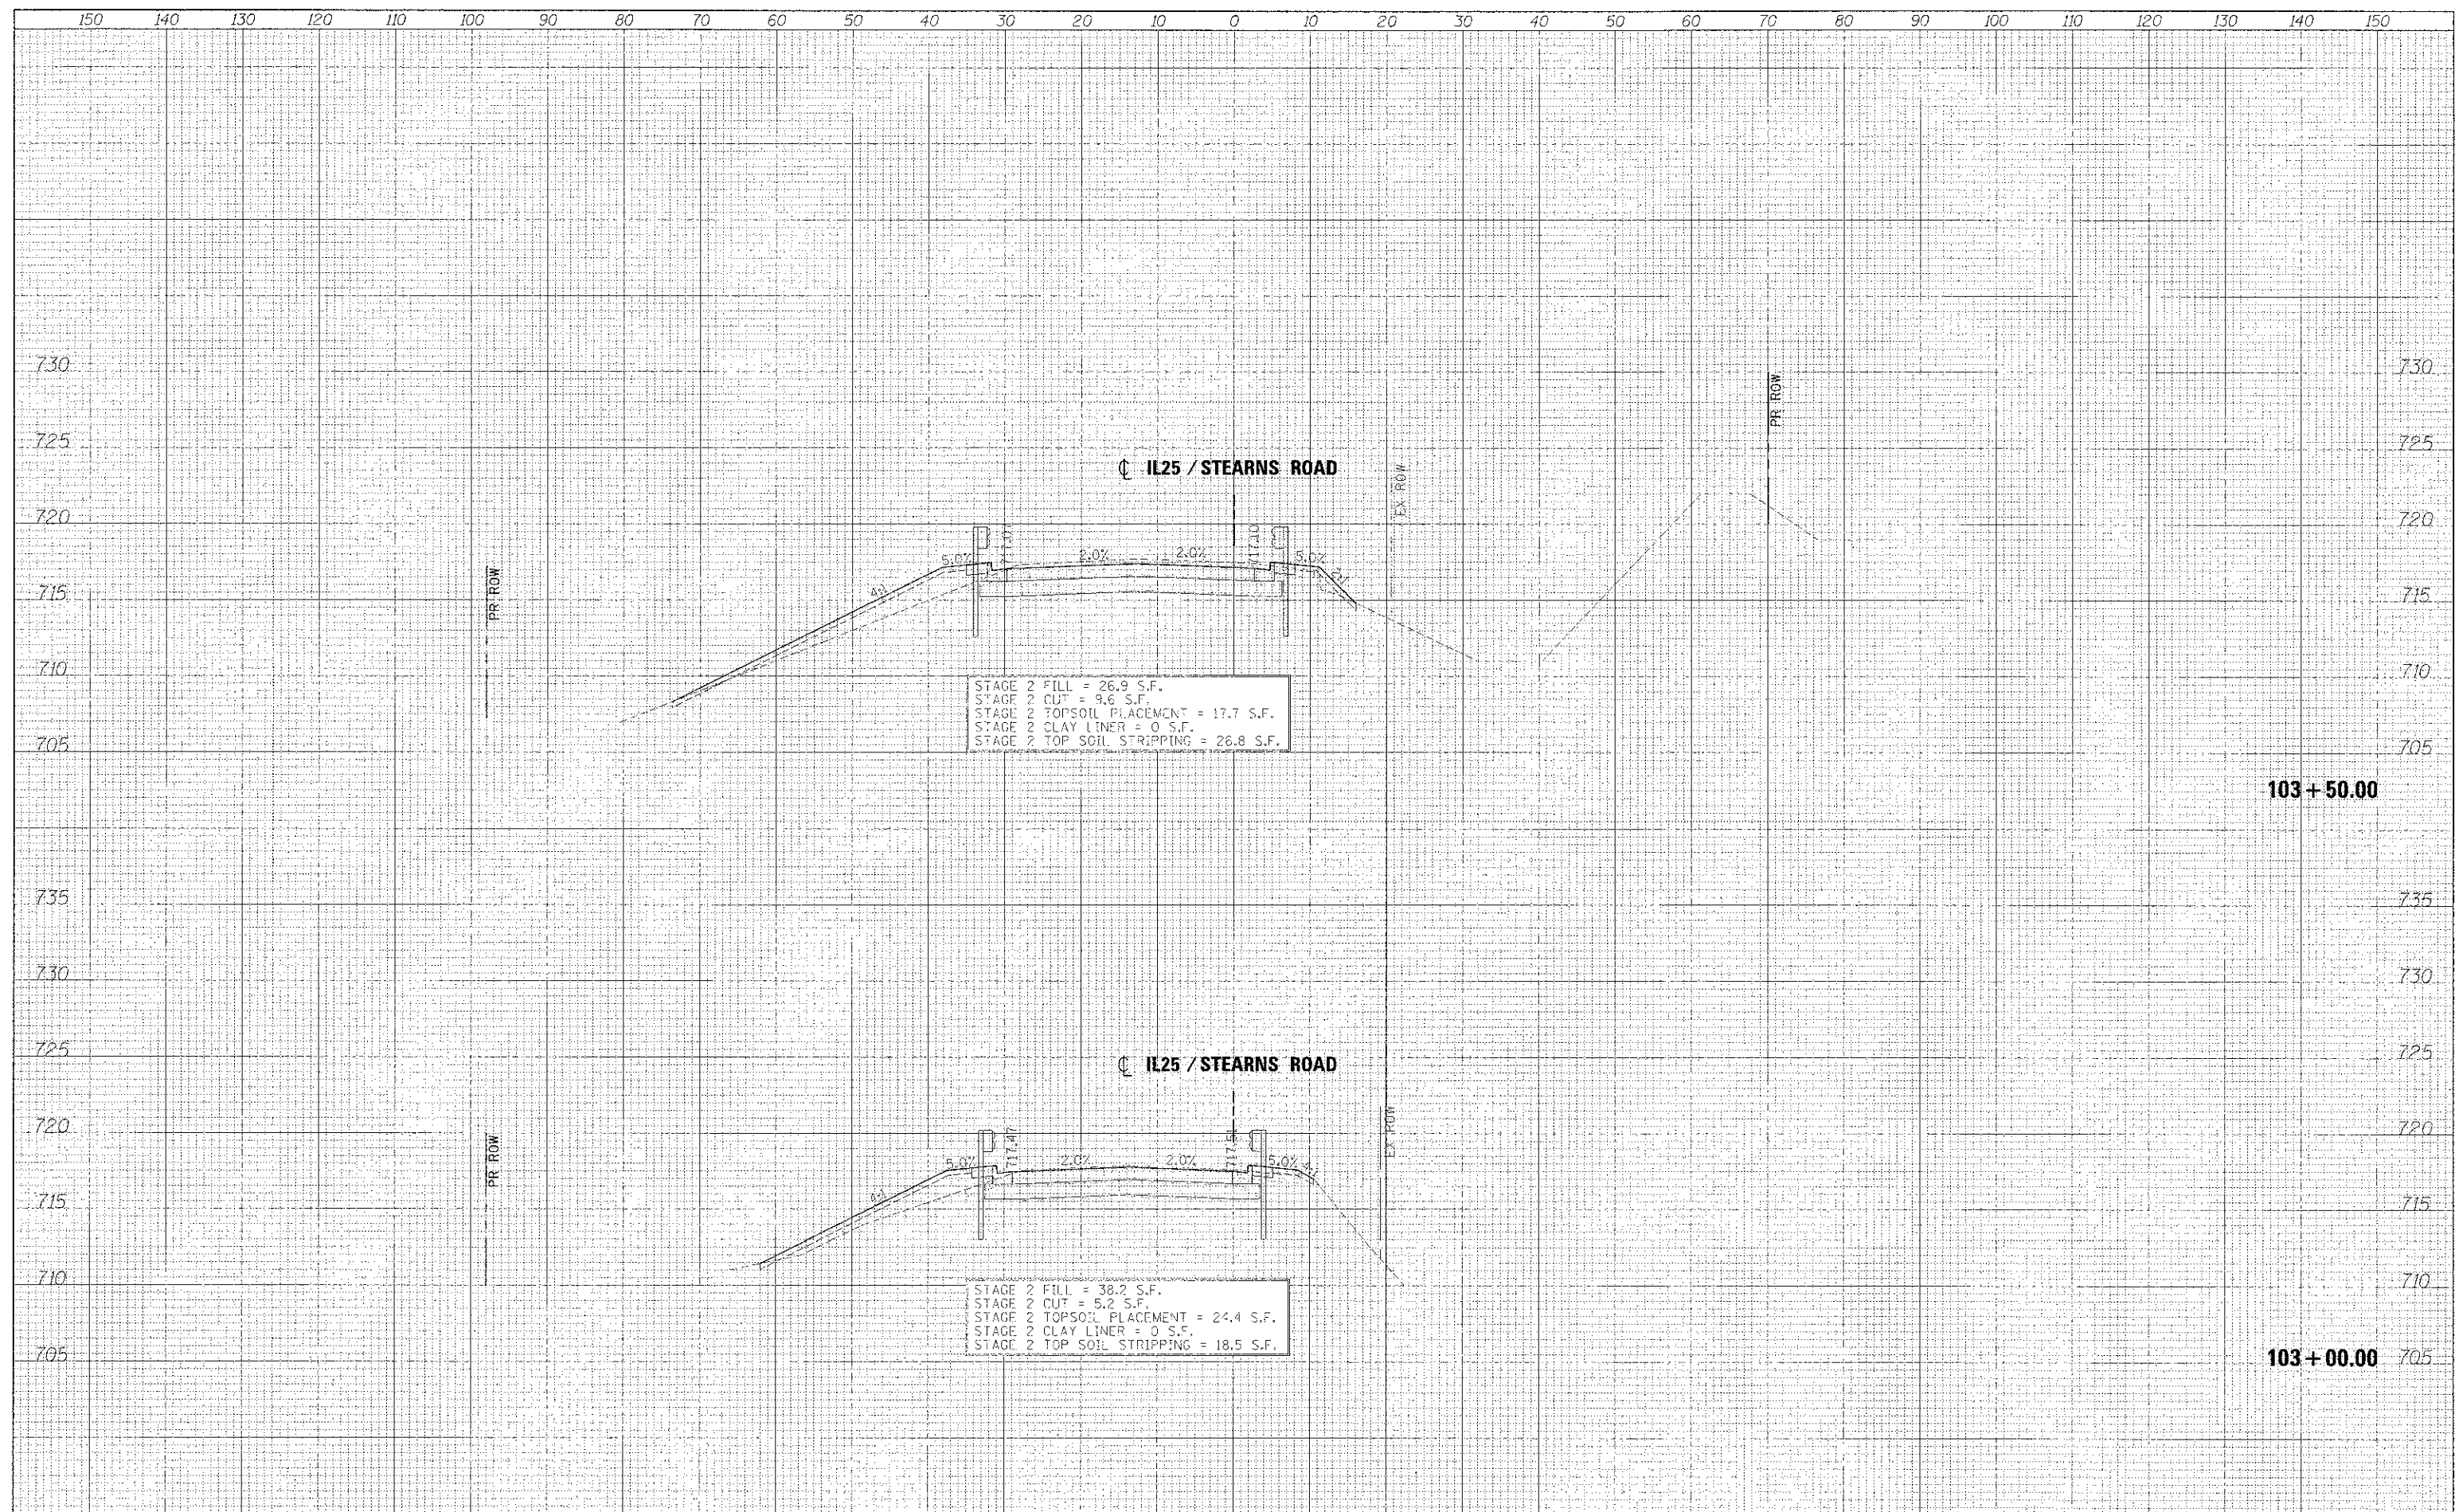 150 140 130 120 110 100 90 80 70 60 50 40 30 20 10 0 10 20 30 40 50 60 70 80 90 100 110 120 130 140 150
730 730
PR ROW
725 725
℄ IL25 / STEARNS ROAD
EX ROW
720 720
717.10
5.0% 2.0% 2.0% 5.0%
4:1 2:1
PR ROW
715 715
710 710
STAGE 2 FILL = 26.9 S.F.
STAGE 2 CUT = 9.6 S.F.
STAGE 2 TOPSOIL PLACEMENT = 17.7 S.F.
STAGE 2 CLAY LINER = 0 S.F.
STAGE 2 TOP SOIL STRIPPING = 26.8 S.F.
705 705
103+50.00
735 735
730 730
725 725
℄ IL25 / STEARNS ROAD
720 720
PR ROW
717.47
717.51
EX ROW
5.0% 2.0% 2.0% 5.0%
4:1
715 715
710 710
STAGE 2 FILL = 38.2 S.F.
STAGE 2 CUT = 5.2 S.F.
STAGE 2 TOPSOIL PLACEMENT = 24.4 S.F.
STAGE 2 CLAY LINER = 0 S.F.
STAGE 2 TOP SOIL STRIPPING = 18.5 S.F.
705 103+00.00 705